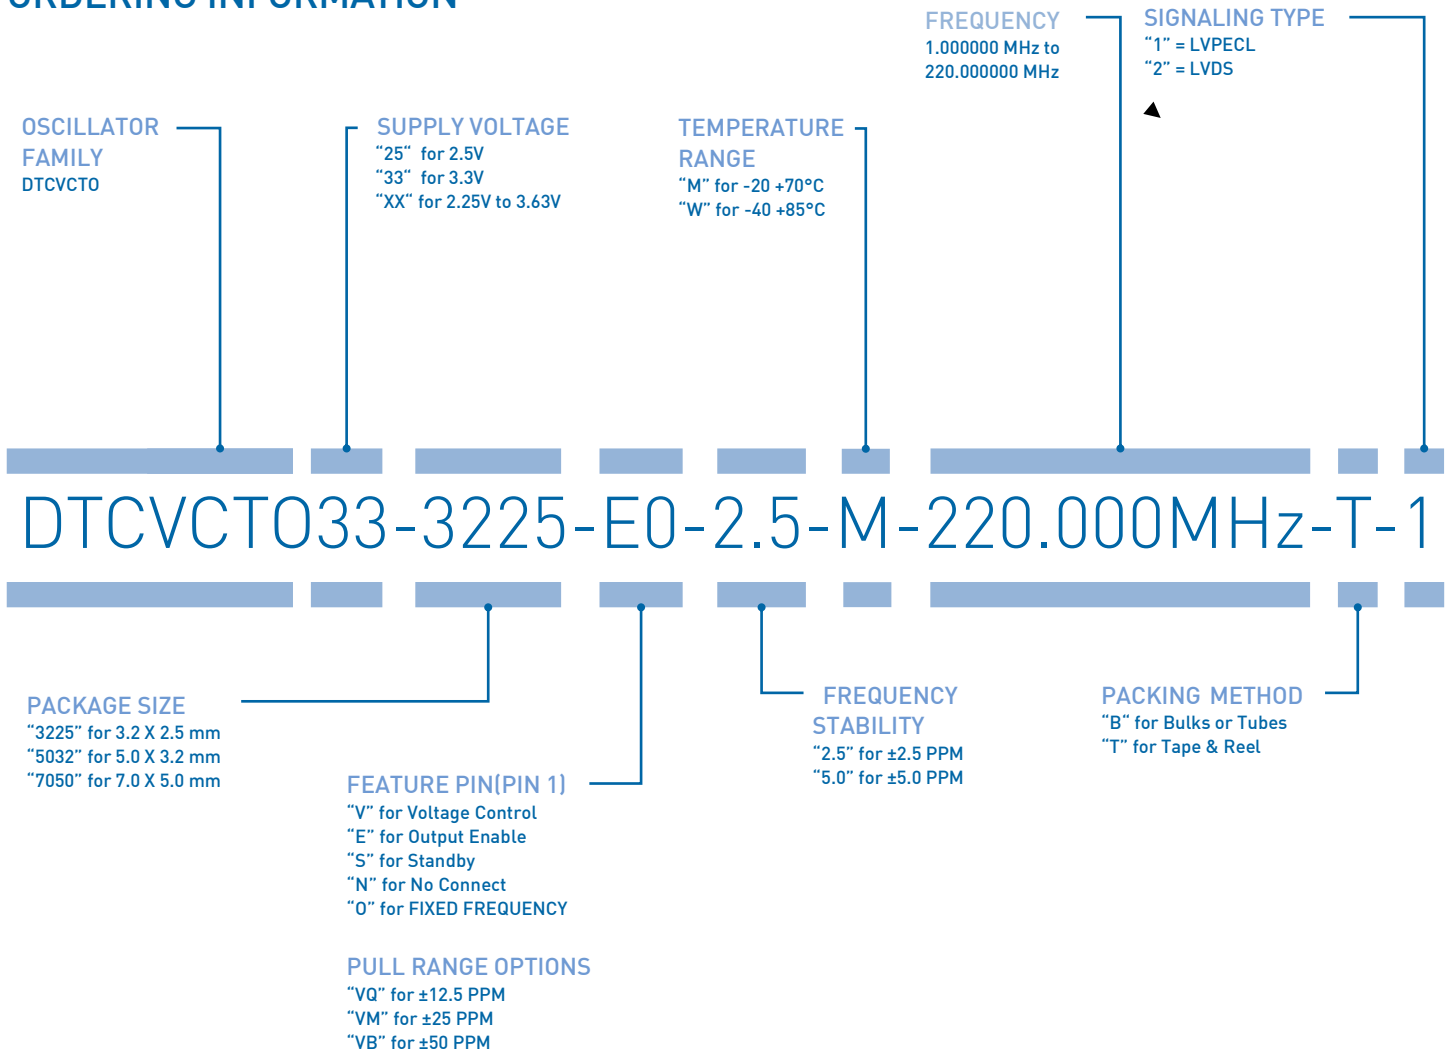 ORDERING INFORMATION
FREQUENCY
1.000000 MHz to
220.000000 MHz
SIGNALING TYPE
“1” = LVPECL
“2” = LVDS
OSCILLATOR
FAMILY
DTCVCTO
SUPPLY VOLTAGE
“25“ for 2.5V
“33“ for 3.3V
“XX“ for 2.25V to 3.63V
TEMPERATURE
RANGE
“M” for -20 +70°C
“W” for -40 +85°C
DTCVCTO33-3225-E0-2.5-M-220.000MHz-T-1
PACKAGE SIZE
“3225” for 3.2 X 2.5 mm
“5032” for 5.0 X 3.2 mm
“7050” for 7.0 X 5.0 mm
FEATURE PIN(PIN 1)
“V” for Voltage Control
“E” for Output Enable
“S” for Standby
“N” for No Connect
“O” for FIXED FREQUENCY
PULL RANGE OPTIONS
“VQ” for ±12.5 PPM
“VM” for ±25 PPM
“VB” for ±50 PPM
FREQUENCY
STABILITY
“2.5” for ±2.5 PPM
“5.0” for ±5.0 PPM
PACKING METHOD
“B“ for Bulks or Tubes
“T” for Tape & Reel